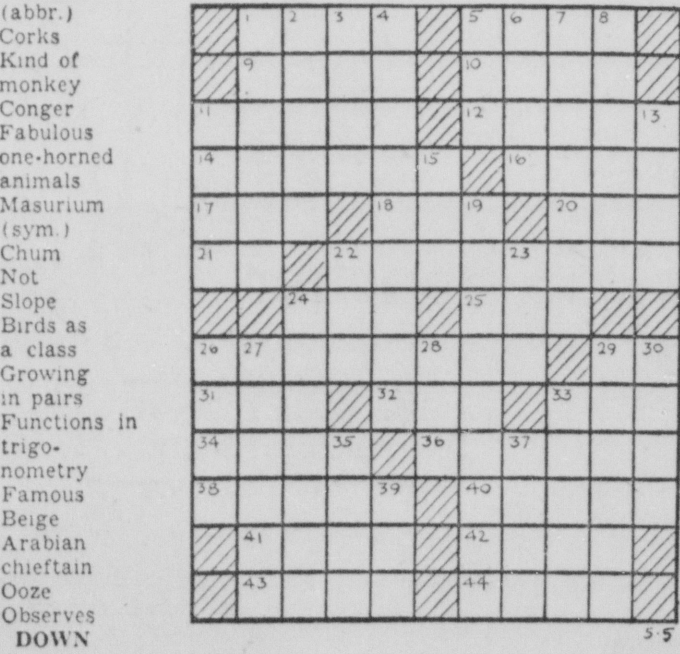 (abbr.)
Corks
Kind of
monkey
Conger
Fabulous
one-horned
animals
Masurium
(sym.)
Chum
Not
Slope
Birds as
a class
Growing
in pairs
Functions in
trigo-
nometry
Famous
Beige
Arabian
chieftain
Ooze
Observes
DOWN
1 2 3 4 5 6 7 8
9 10
11 12 13
14 15 16
17 18 19 20
21 22 23
24 25
26 27 28 29 30
31 32 33
34 35 36 37
38 39 40
41 42
43 44
5·5